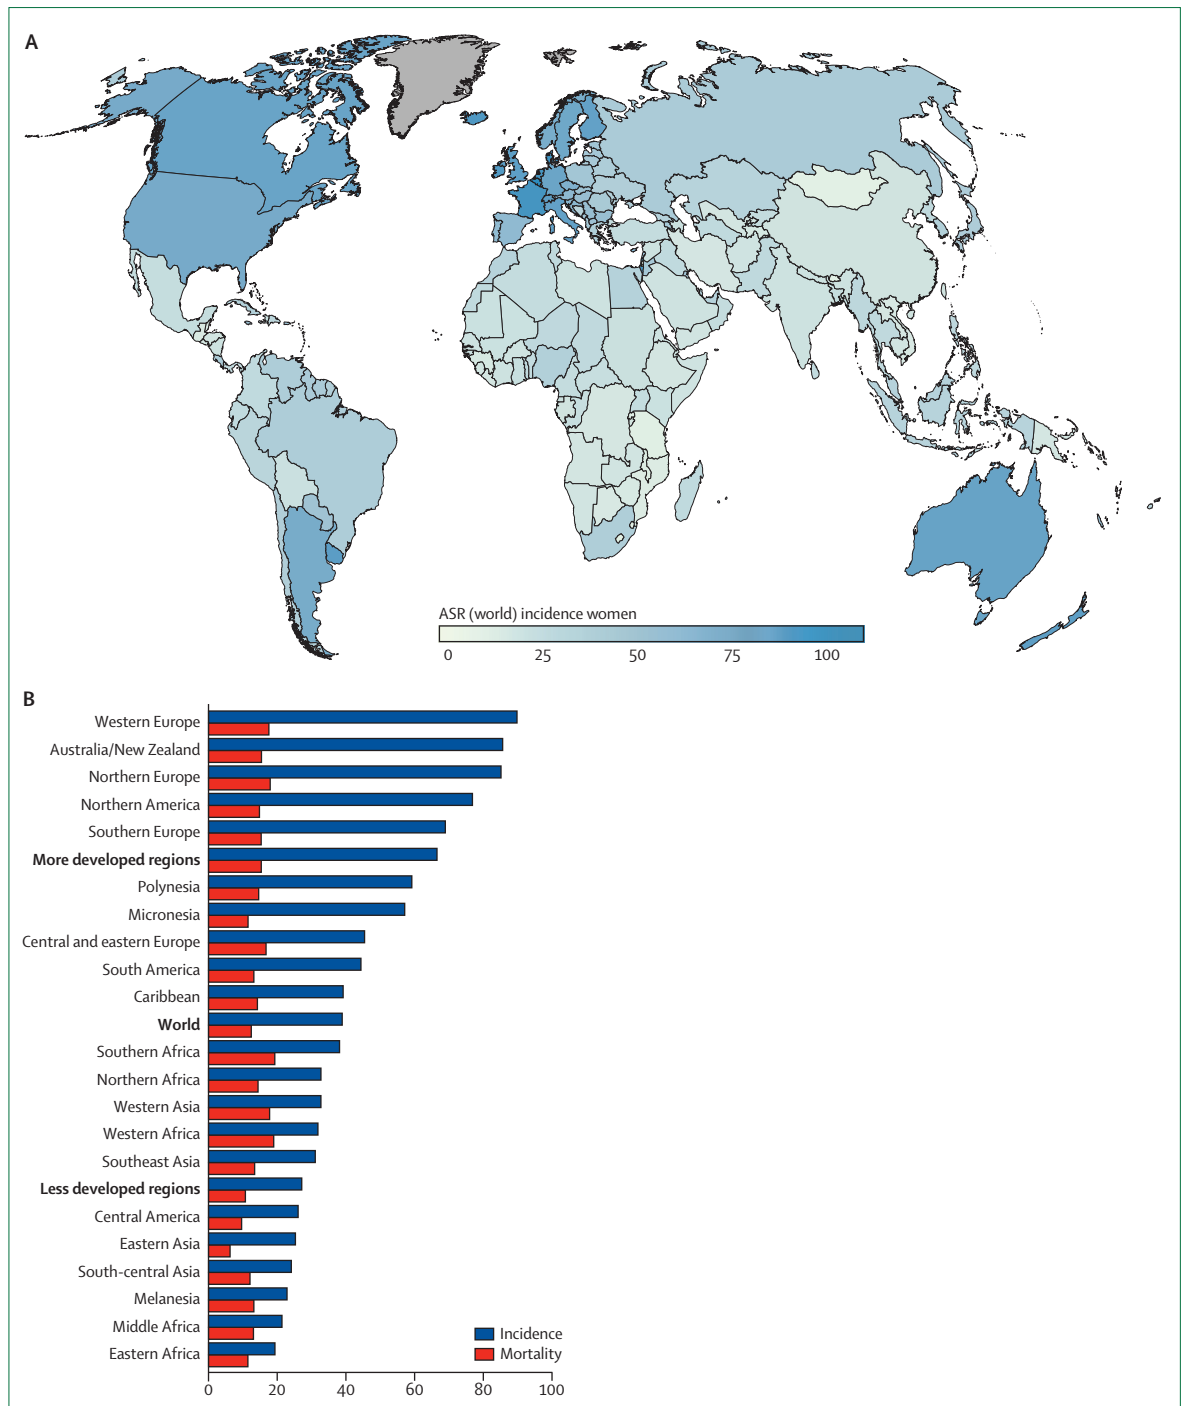 A
ASR (world) incidence women
0 25 50 75 100
B
Western Europe
Australia/New Zealand
Northern Europe
Northern America
Southern Europe
More developed regions
Polynesia
Micronesia
Central and eastern Europe
South America
Caribbean
World
Southern Africa
Northern Africa
Western Asia
Western Africa
Southeast Asia
Less developed regions
Central America
Eastern Asia
South-central Asia
Melanesia
Middle Africa
Eastern Africa
Incidence
Mortality
0 20 40 60 80 100